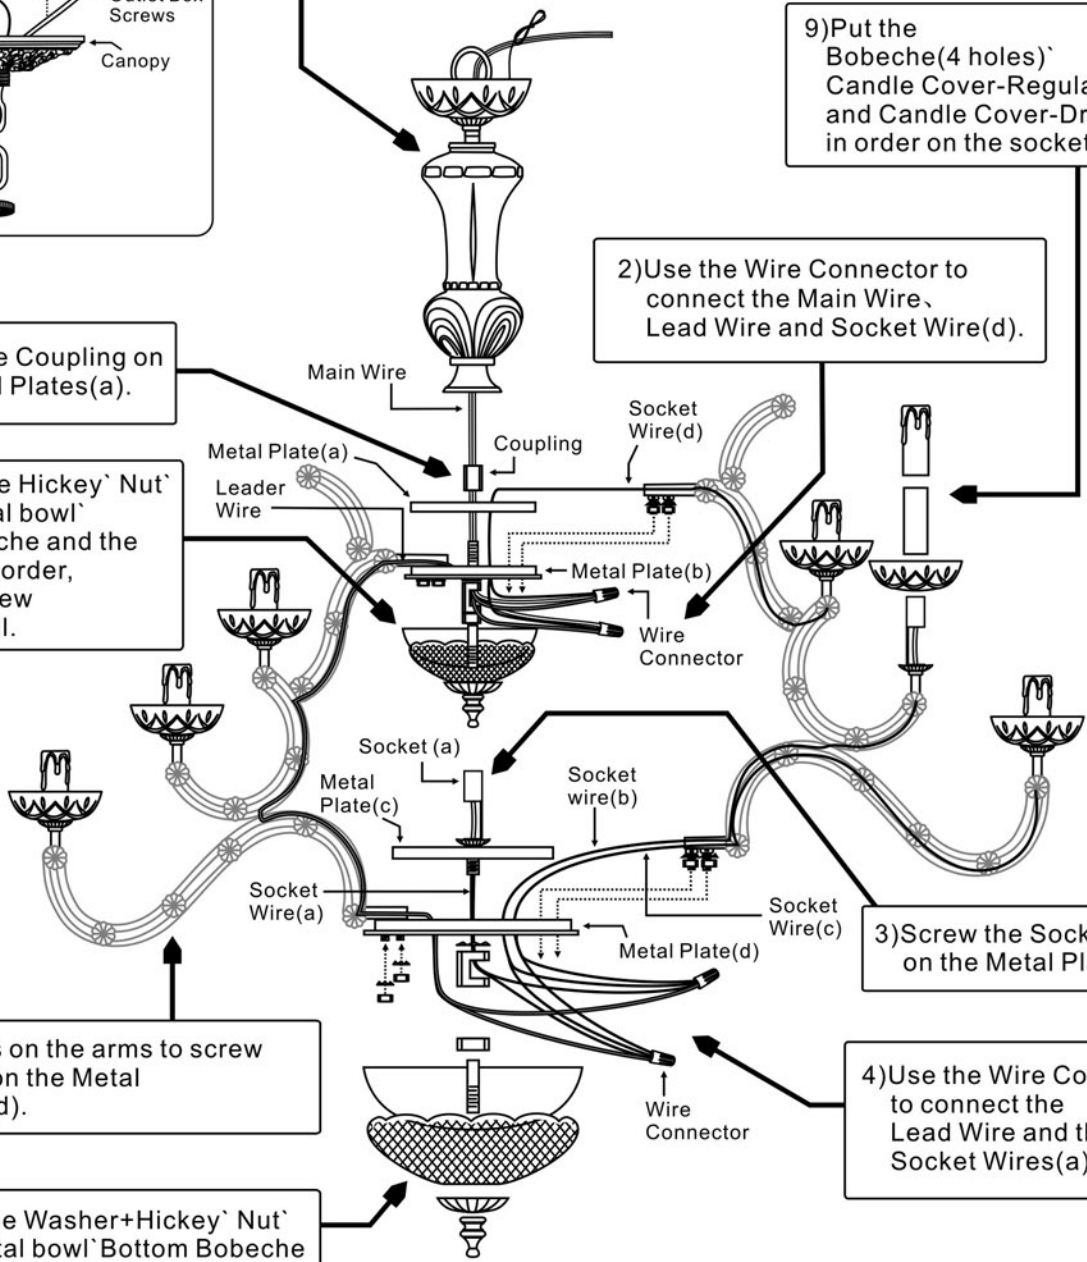 Screws
Canopy
9)Put the
Bobeche(4 holes)`
Candle Cover-Regula
and Candle Cover-Dr
in order on the socket
2)Use the Wire Connector to
connect the Main Wire、
Lead Wire and Socket Wire(d).
e Coupling on
l Plates(a).
Main Wire
Socket
Wire(d)
Coupling
Metal Plate(a)
Leader
Wire
e Hickey` Nut`
al bowl`
che and the
order,
ew
l.
Metal Plate(b)
Wire
Connector
Socket (a)
Metal
Plate(c)
Socket
wire(b)
Socket
Wire(a)
Socket
Wire(c)
Metal Plate(d)
3)Screw the Sock
on the Metal Pl
s on the arms to screw
on the Metal
d).
4)Use the Wire Co
to connect the
Lead Wire and th
Socket Wires(a)
Wire
Connector
e Washer+Hickey` Nut`
tal bowl`Bottom Bobeche